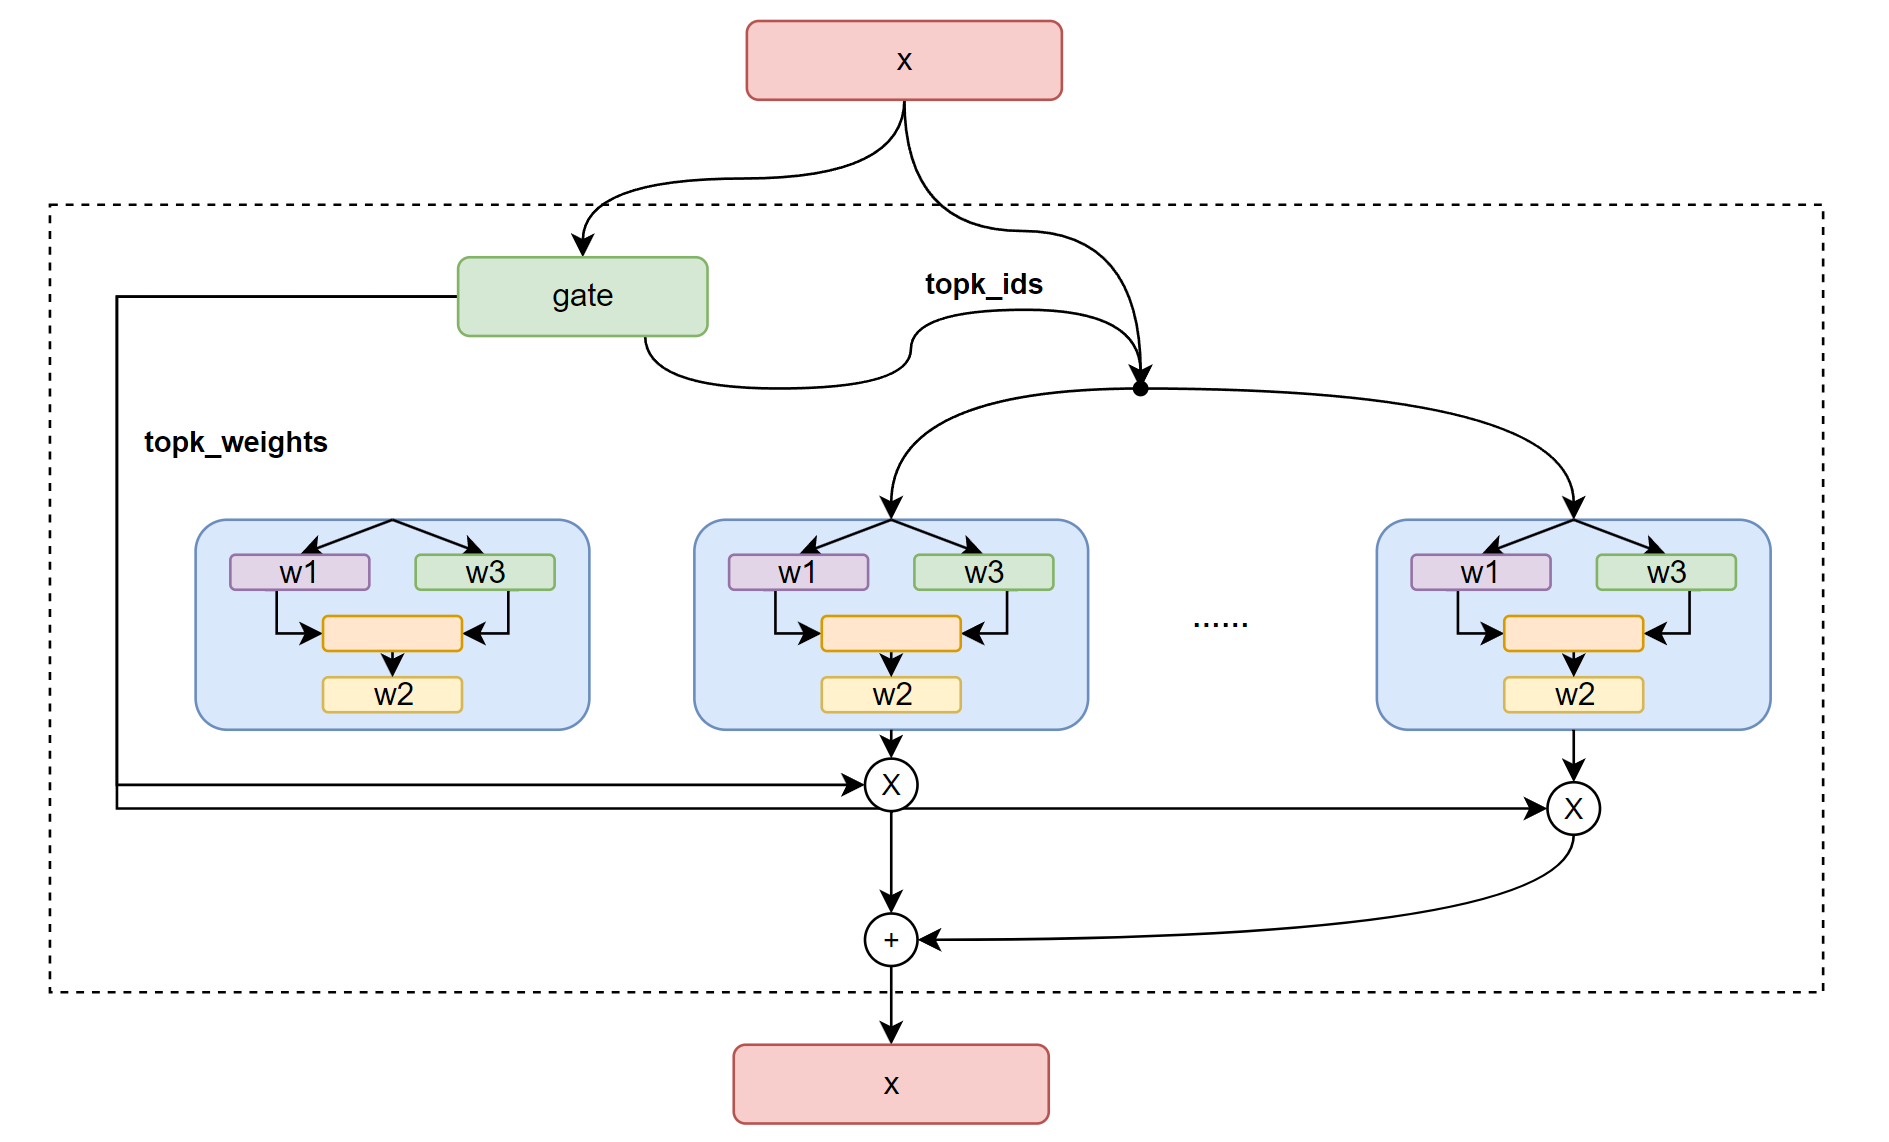 x
gate
topk_ids
topk_weights
w1
w3
w2
w1
w3
w2
......
w1
w3
w2
X
X
+
x